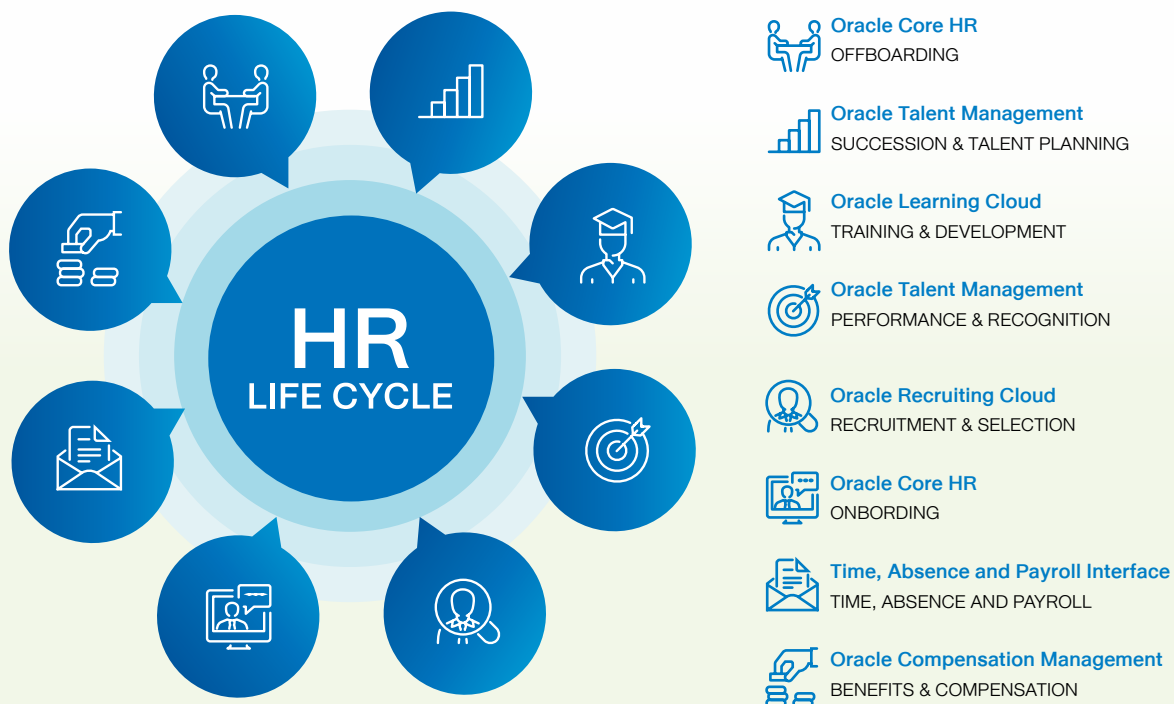 HR
LIFE CYCLE
Oracle Core HR
OFFBOARDING
Oracle Talent Management
SUCCESSION & TALENT PLANNING
Oracle Learning Cloud
TRAINING & DEVELOPMENT
Oracle Talent Management
PERFORMANCE & RECOGNITION
Oracle Recruiting Cloud
RECRUITMENT & SELECTION
Oracle Core HR
ONBORDING
Time, Absence and Payroll Interface
TIME, ABSENCE AND PAYROLL
Oracle Compensation Management
BENEFITS & COMPENSATION